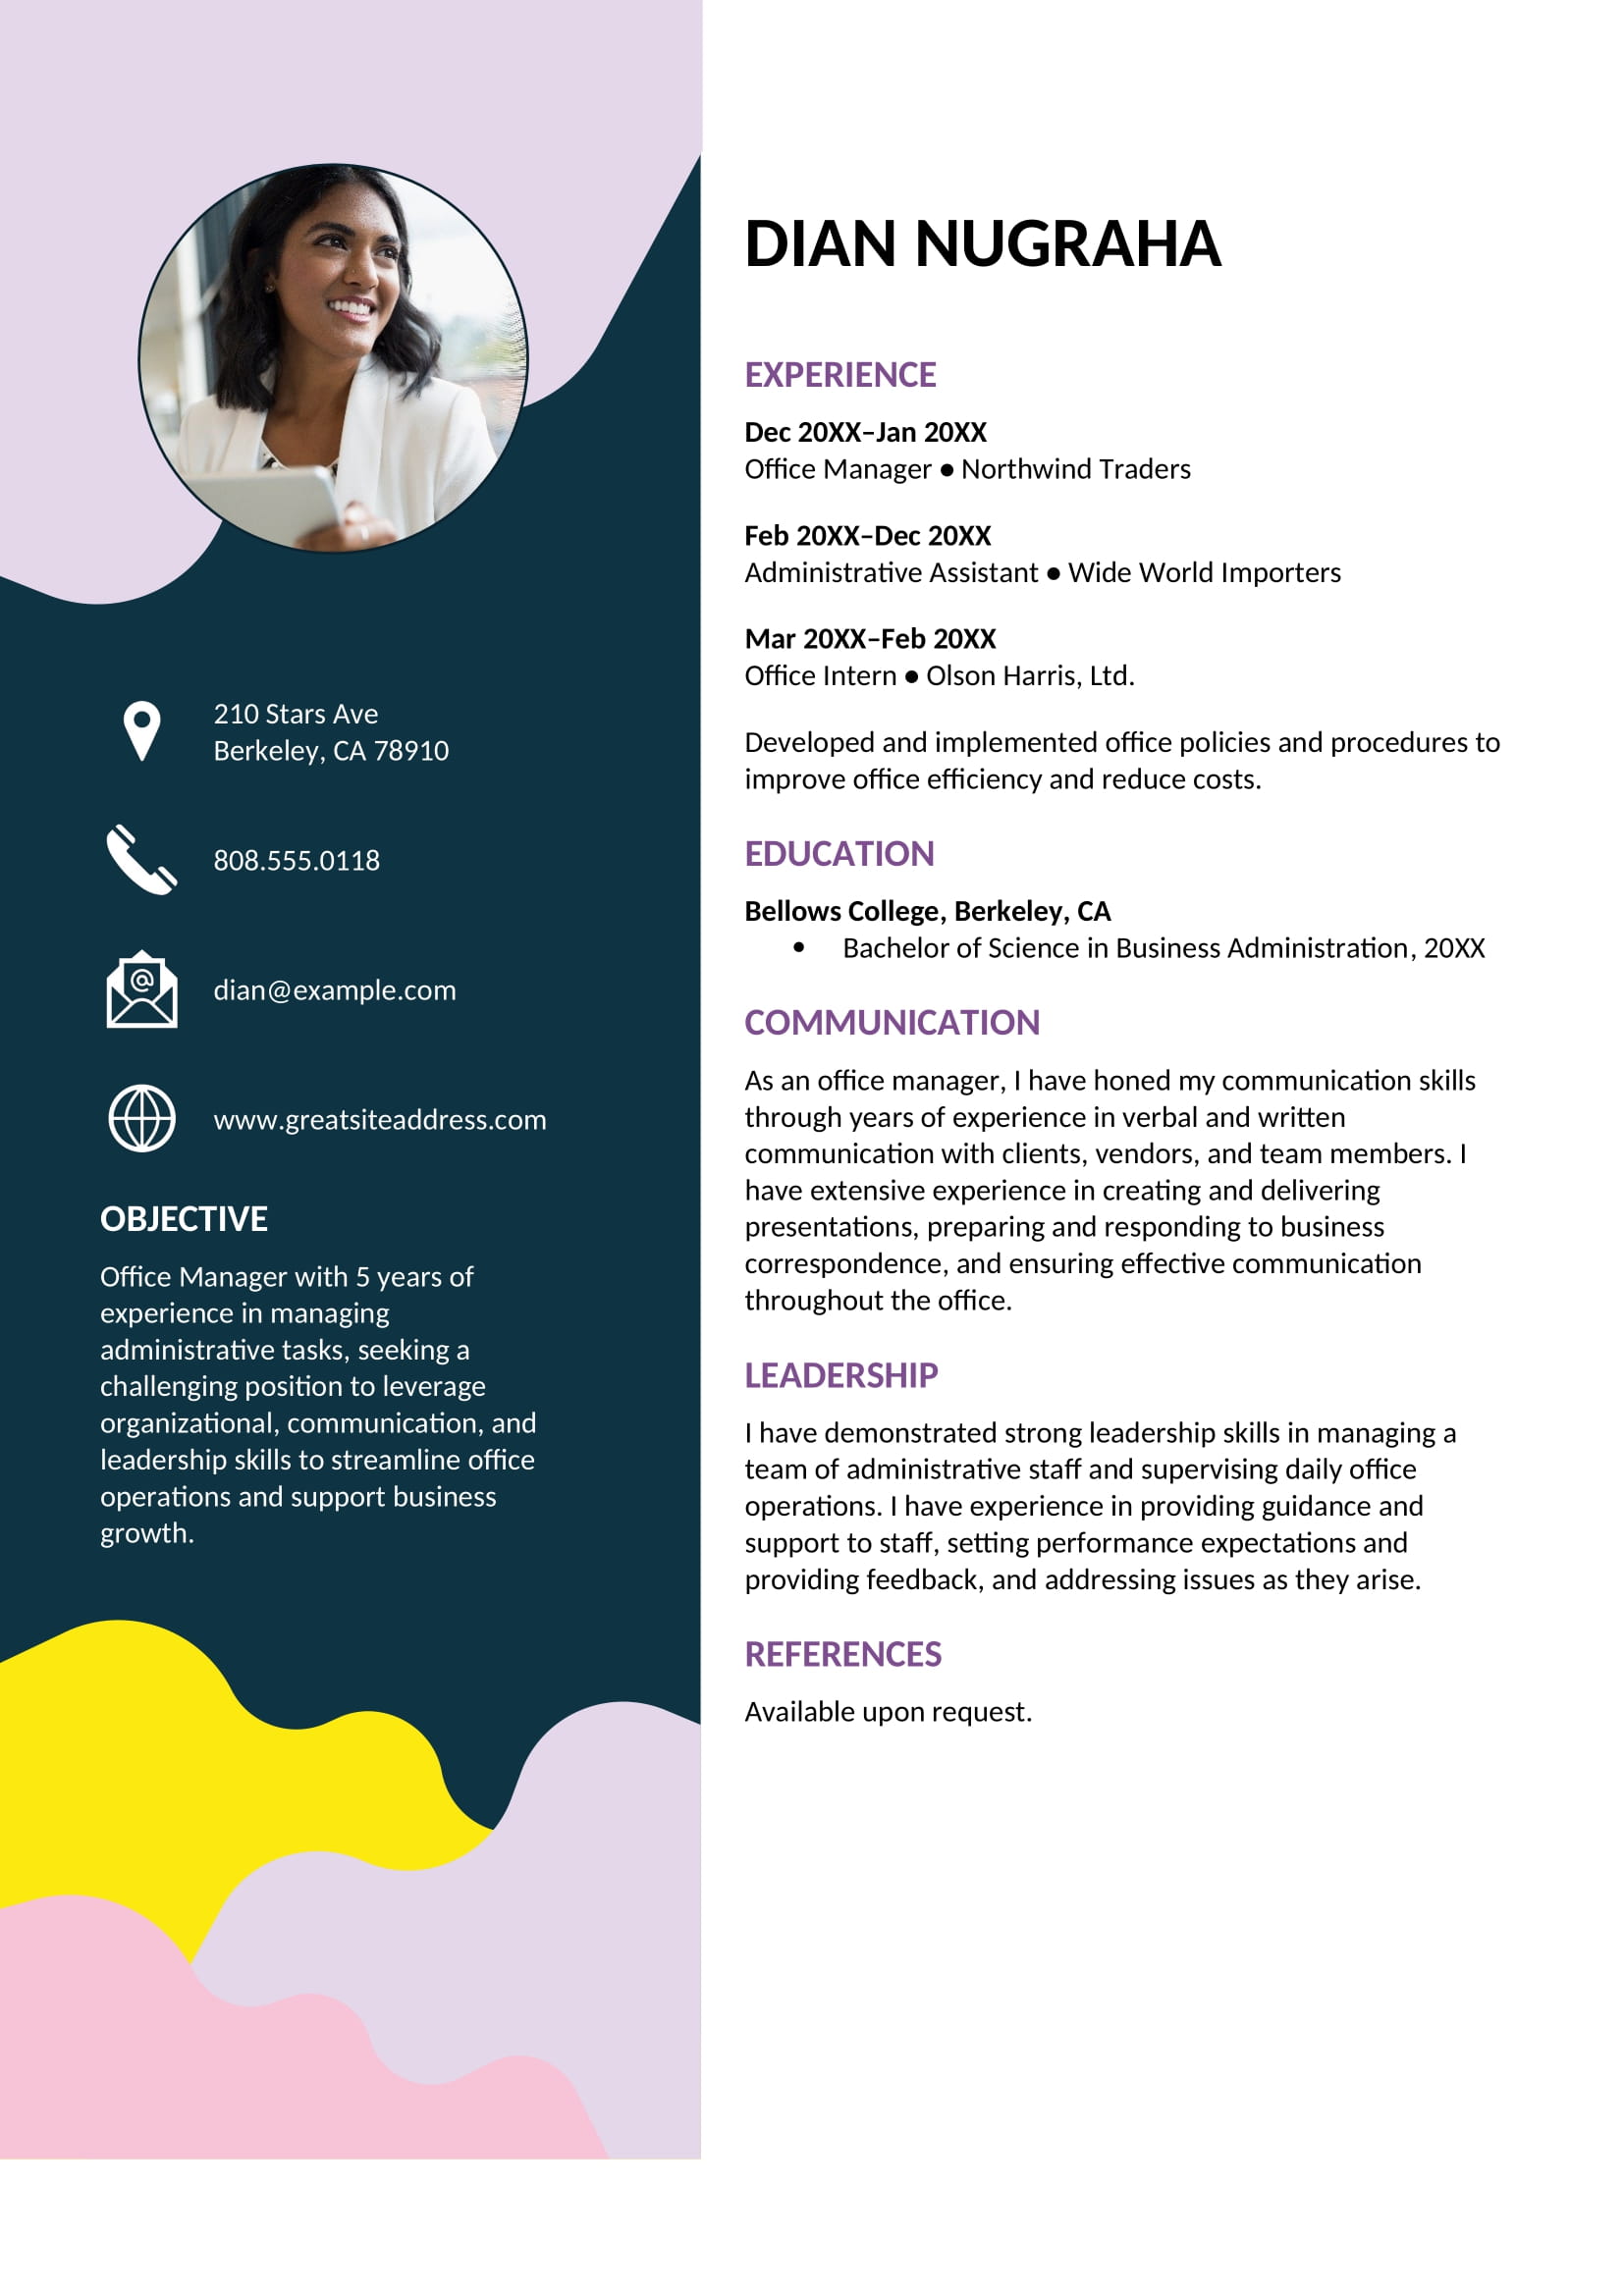 210 Stars Ave
Berkeley, CA 78910
808.555.0118
@
dian@example.com
www.greatsiteaddress.com
OBJECTIVE
Office Manager with 5 years of
experience in managing
administrative tasks, seeking a
challenging position to leverage
organizational, communication, and
leadership skills to streamline office
operations and support business
growth.
DIAN NUGRAHA
EXPERIENCE
Dec 20XX–Jan 20XX
Office Manager ● Northwind Traders
Feb 20XX–Dec 20XX
Administrative Assistant ● Wide World Importers
Mar 20XX–Feb 20XX
Office Intern ● Olson Harris, Ltd.
Developed and implemented office policies and procedures to
improve office efficiency and reduce costs.
EDUCATION
Bellows College, Berkeley, CA
• Bachelor of Science in Business Administration, 20XX
COMMUNICATION
As an office manager, I have honed my communication skills
through years of experience in verbal and written
communication with clients, vendors, and team members. I
have extensive experience in creating and delivering
presentations, preparing and responding to business
correspondence, and ensuring effective communication
throughout the office.
LEADERSHIP
I have demonstrated strong leadership skills in managing a
team of administrative staff and supervising daily office
operations. I have experience in providing guidance and
support to staff, setting performance expectations and
providing feedback, and addressing issues as they arise.
REFERENCES
Available upon request.